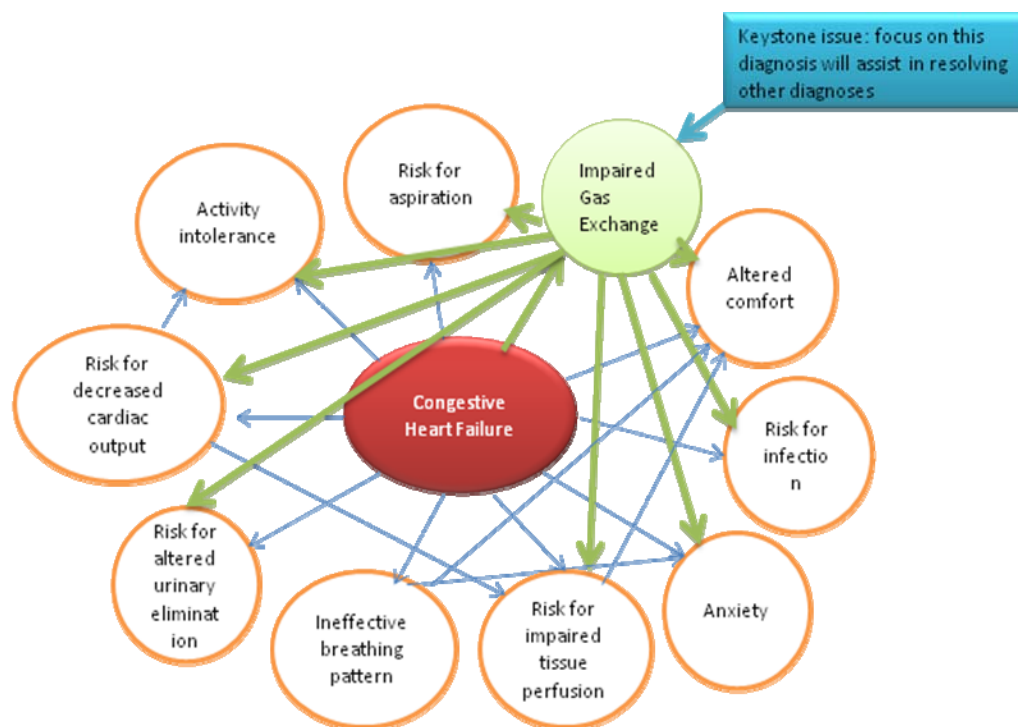 Keystone issue: focus on this
diagnosis will assist in resolving
other diagnoses
Risk for
aspiration
Impaired
Gas
Exchange
Activity
intolerance
Altered
comfort
Risk for
decreased
cardiac
output
Congestive
Heart Failure
Risk for
infectio
n
Risk for
altered
urinary
eliminat
ion
Ineffective
breathing
pattern
Risk for
impaired
tissue
perfusion
Anxiety